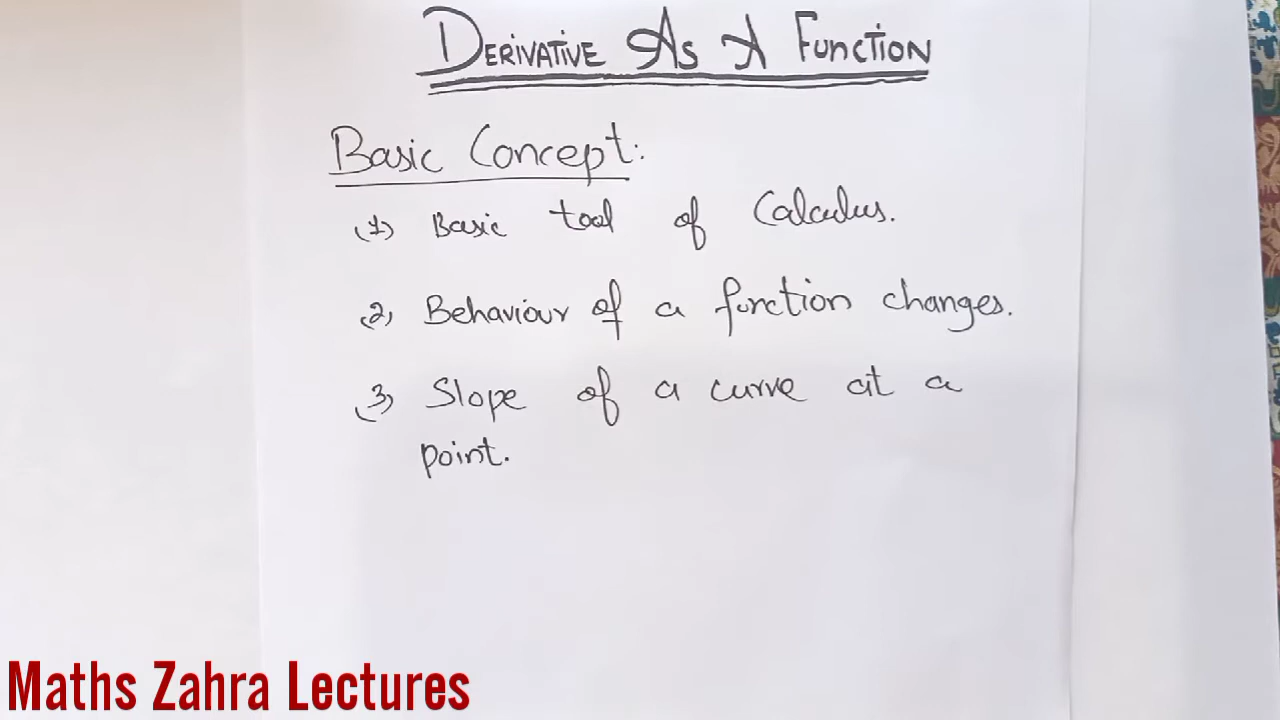 DERIVATIVE AS A FUNCTION
Basic Concept:
(1) Basic tool of Calculus.
(2) Behaviour of a function changes.
(3) Slope of a curve at a
point.
Maths Zahra Lectures